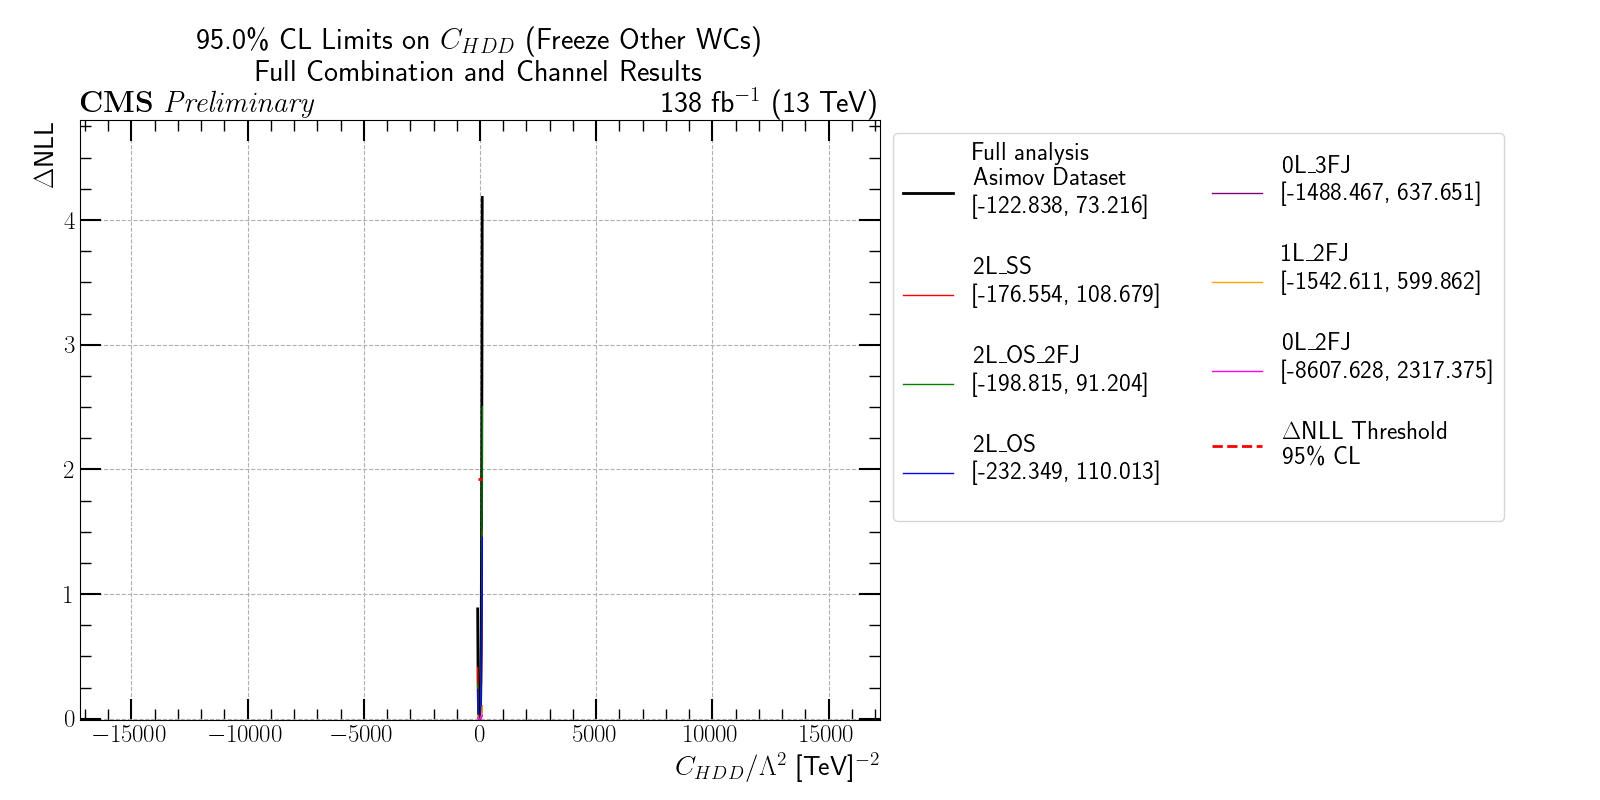 95.0% CL Limits on C_{HDD} (Freeze Other WCs)
Full Combination and Channel Results
CMS Preliminary
138 fb^{-1} (13 TeV)
ΔNLL
4
3
2
1
0
−15000
−10000
−5000
0
5000
10000
15000
C_{HDD}/Λ^2 [TeV]^{-2}
Full analysis
Asimov Dataset
[-122.838, 73.216]
2L_SS
[-176.554, 108.679]
2L_OS_2FJ
[-198.815, 91.204]
2L_OS
[-232.349, 110.013]
0L_3FJ
[-1488.467, 637.651]
1L_2FJ
[-1542.611, 599.862]
0L_2FJ
[-8607.628, 2317.375]
ΔNLL Threshold
95% CL